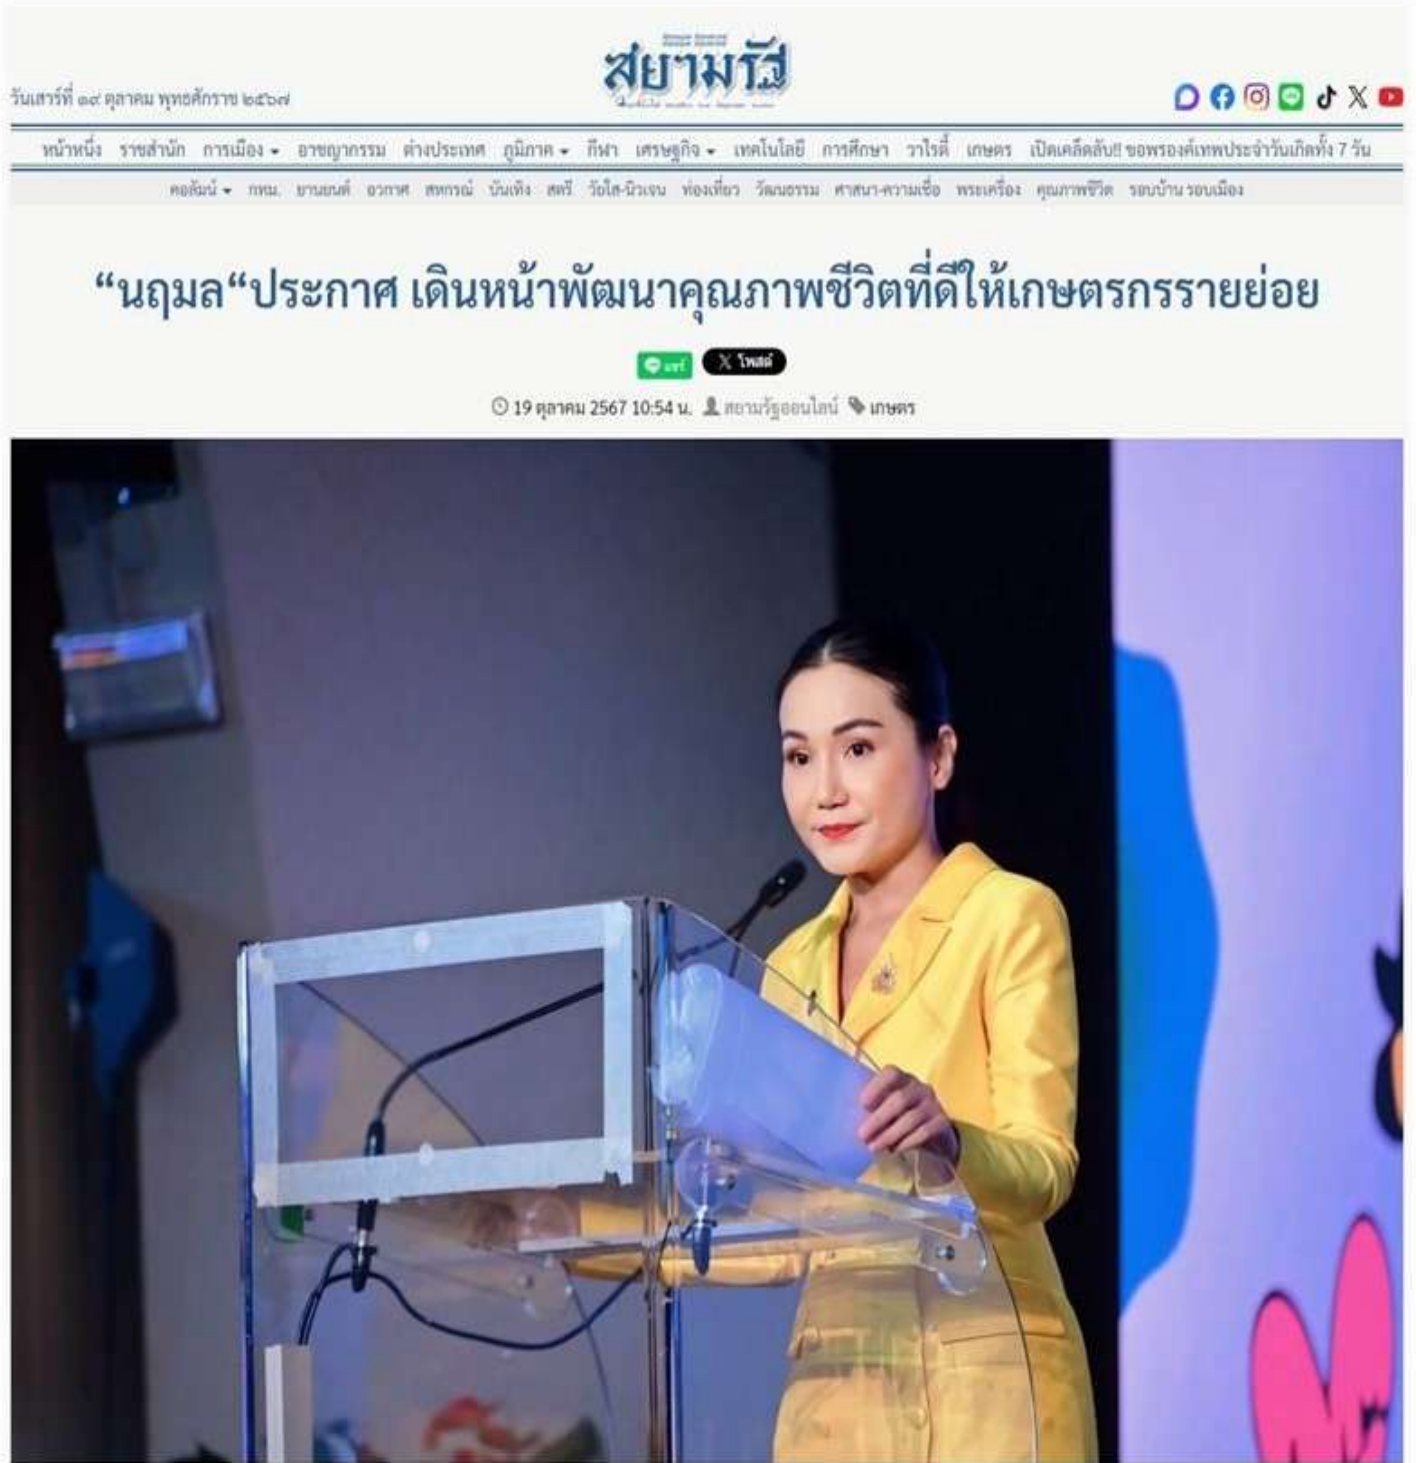 สยามรัฐ
วันเสาร์ที่ ๑๙ ตุลาคม พุทธศักราช ๒๕๖๗
หน้าหนึ่ง ราชสำนัก การเมือง อาชญากรรม ต่างประเทศ ภูมิภาค กีฬา เศรษฐกิจ เทคโนโลยี การศึกษา วาไรตี้ เกษตร เปิดเคล็ดลับ!! ขอพรองค์เทพประจำวันเกิดทั้ง 7 วัน
คอลัมน์ กทม. ยานยนต์ อวกาศ สหกรณ์ บันเทิง สตรี วัยใส-นิวเจน ท่องเที่ยว วัฒนธรรม ศาสนา-ความเชื่อ พระเครื่อง คุณภาพชีวิต รอบบ้าน รอบเมือง
“นฤมล“ประกาศ เดินหน้าพัฒนาคุณภาพชีวิตที่ดีให้เกษตรกรรายย่อย
แชร์ โพสต์
19 ตุลาคม 2567 10:54 น. สยามรัฐออนไลน์ เกษตร